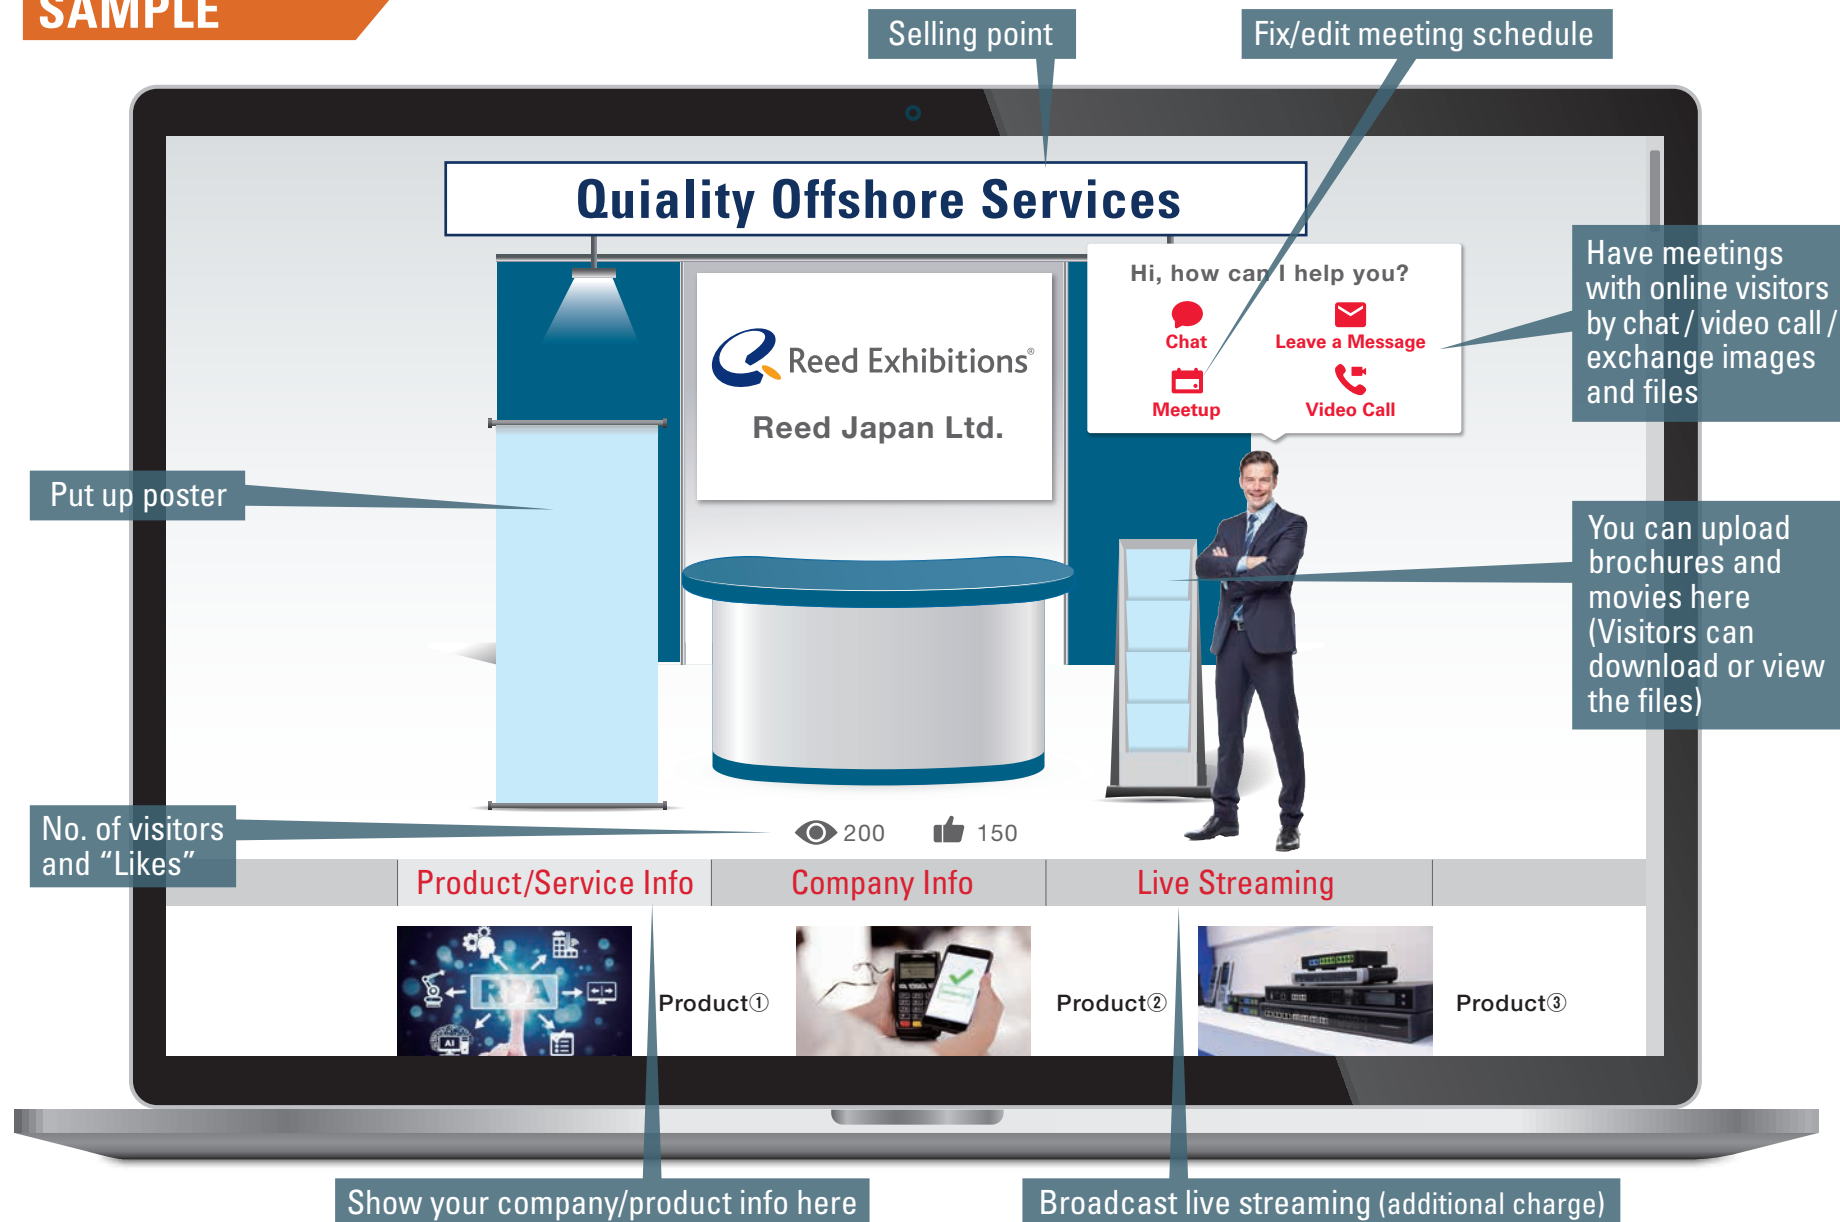 SAMPLE
Selling point
Fix/edit meeting schedule
Quiality Offshore Services
Hi, how can I help you?
Chat
Leave a Message
Meetup
Video Call
Have meetings
with online visitors
by chat / video call /
exchange images
and files
Reed Exhibitions®
Reed Japan Ltd.
Put up poster
You can upload
brochures and
movies here
(Visitors can
download or view
the files)
No. of visitors
and “Likes”
200
150
Product/Service Info
Company Info
Live Streaming
RPA
AI
Product①
Product②
Product③
Show your company/product info here
Broadcast live streaming (additional charge)